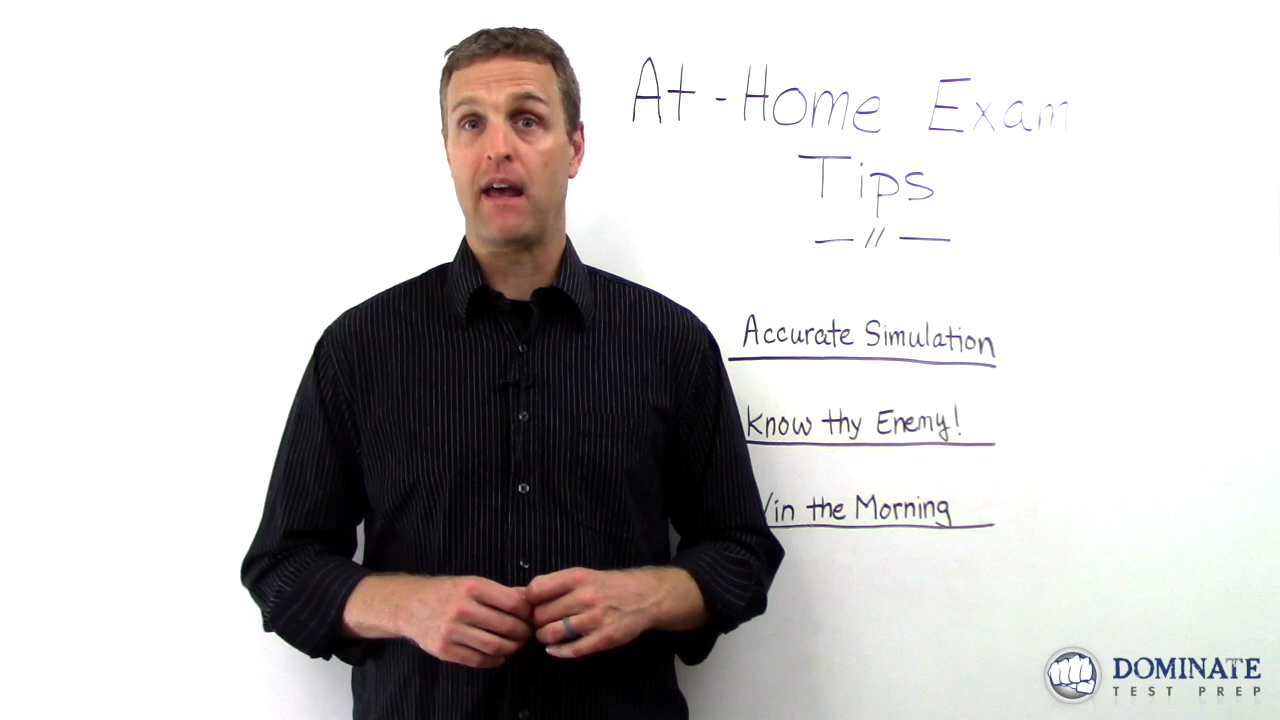 At-Home Exam
Tips
Accurate Simulation
Know thy Enemy!
in the Morning
DOMINATE
TEST PREP